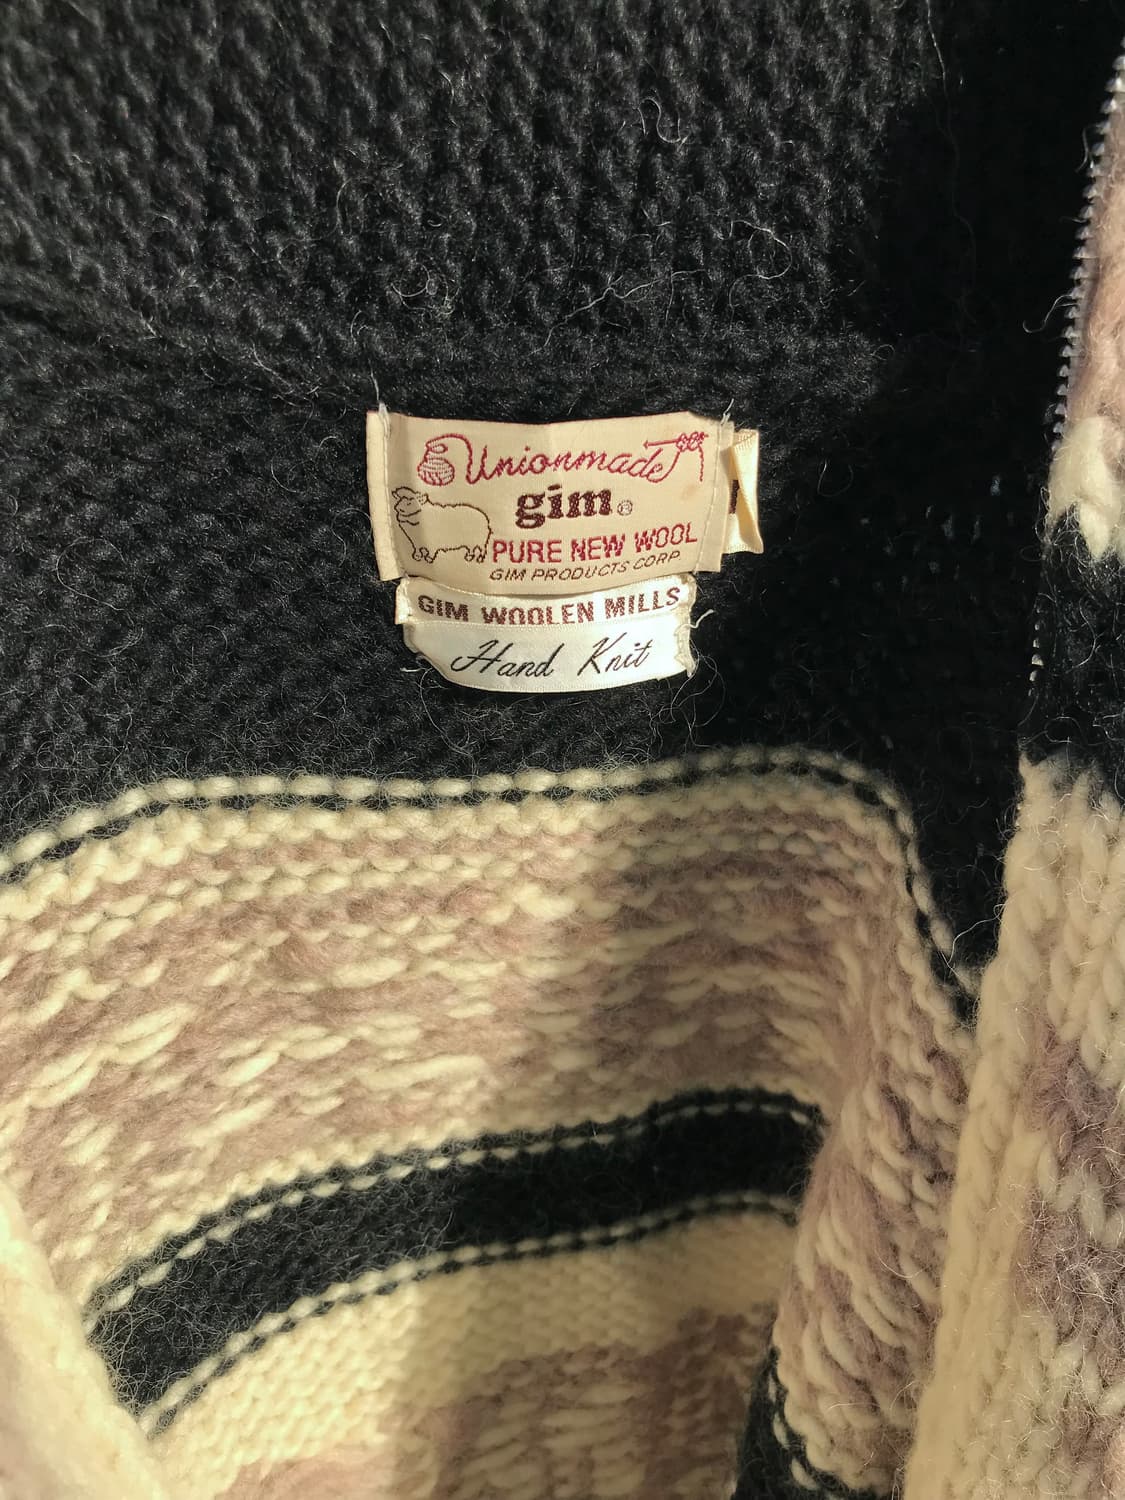 Unionmade
gim®
PURE NEW WOOL
GIM PRODUCTS CORP
GIM WOOLEN MILLS
Hand Knit